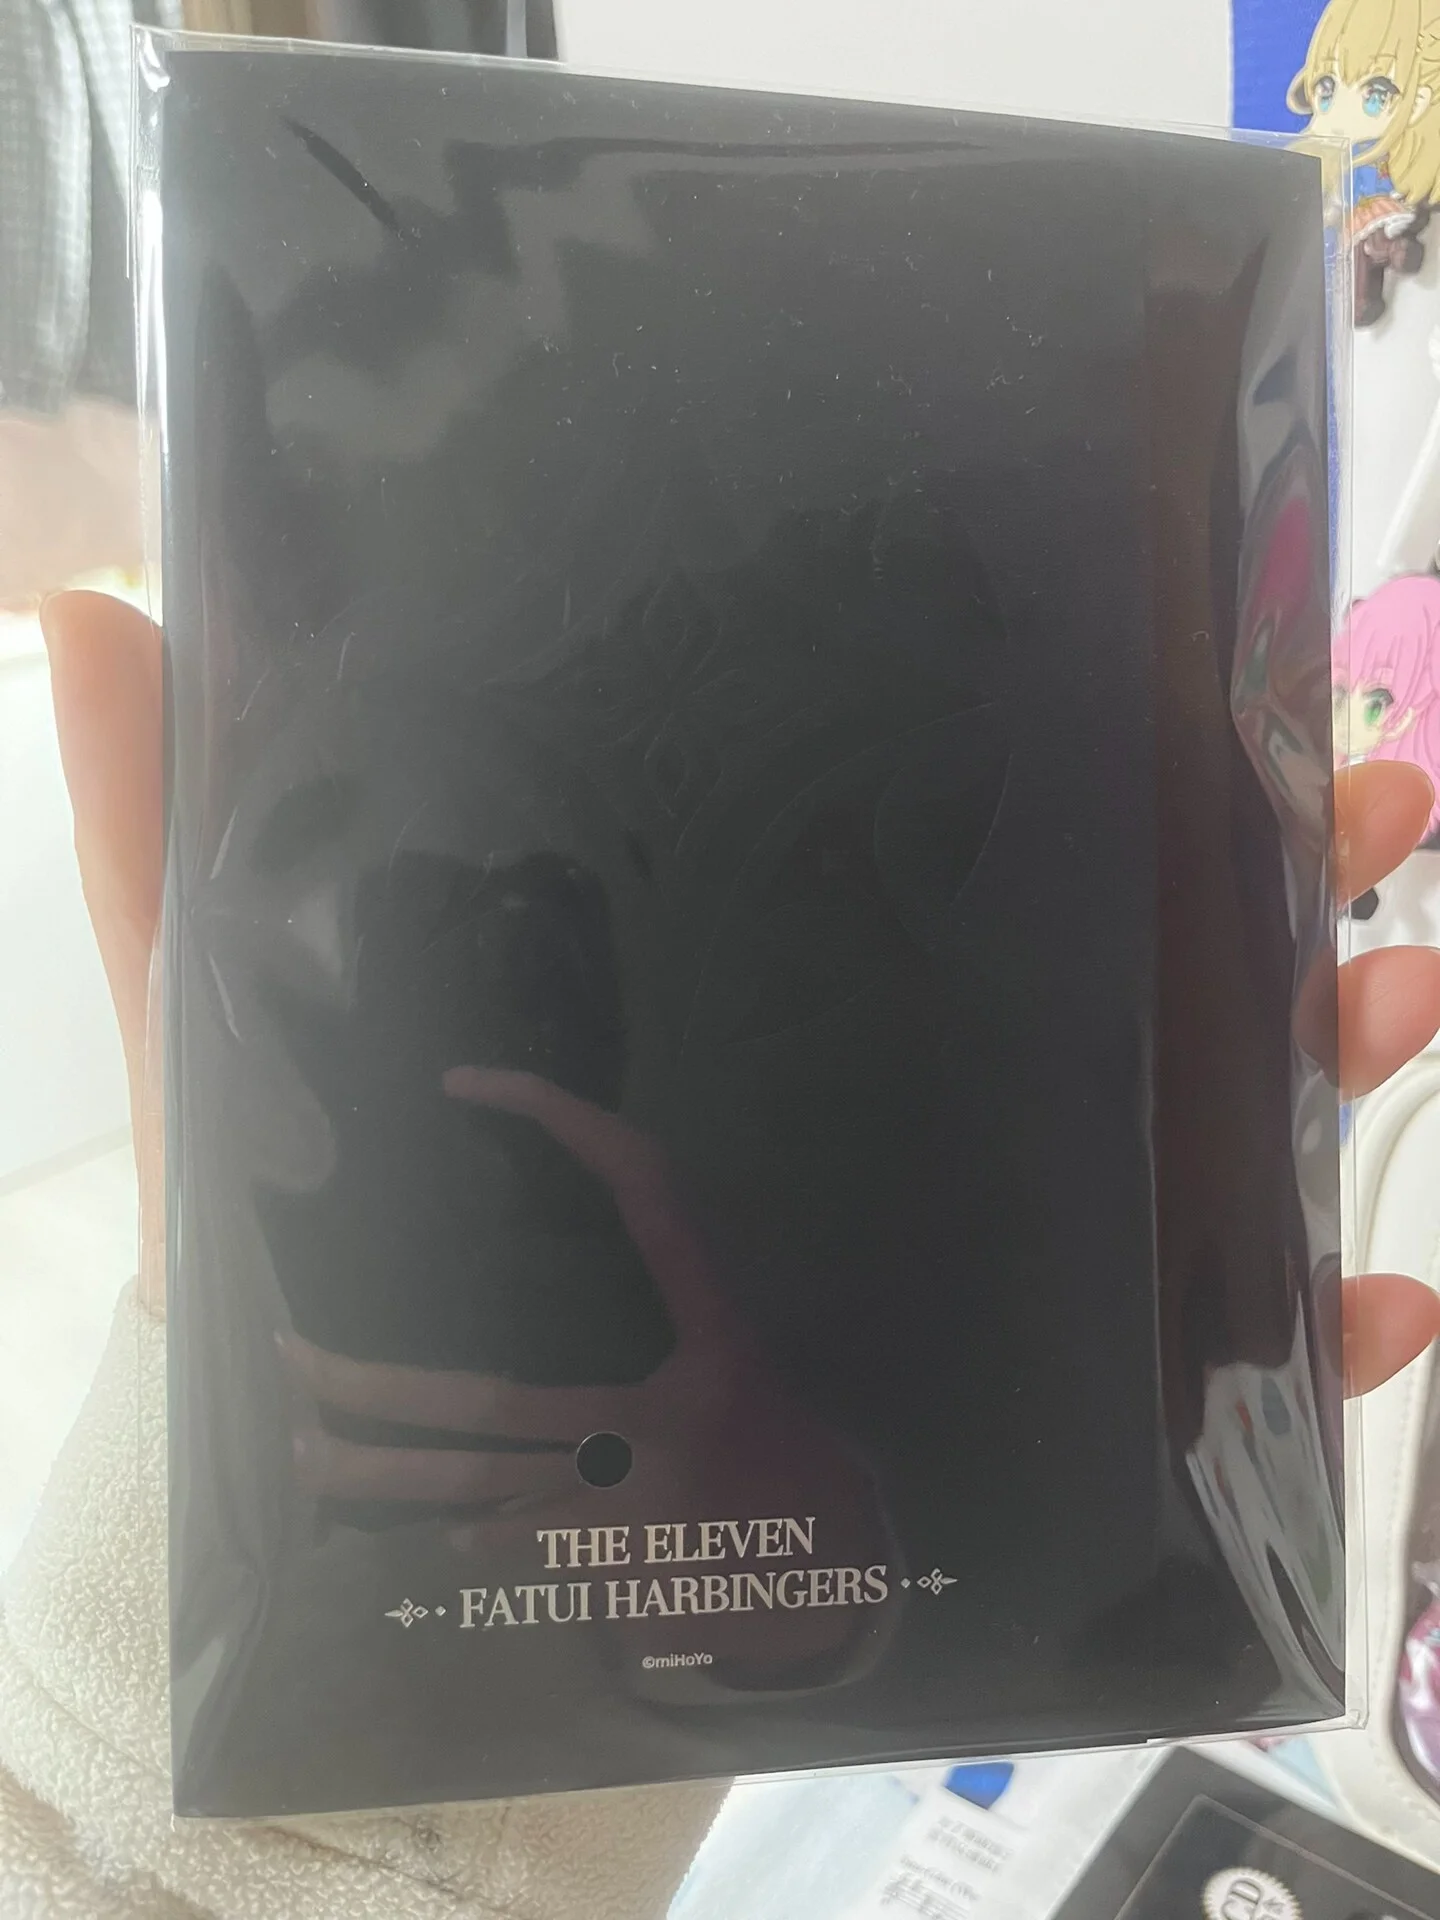 THE ELEVEN
FATUI HARBINGERS
©miHoYo